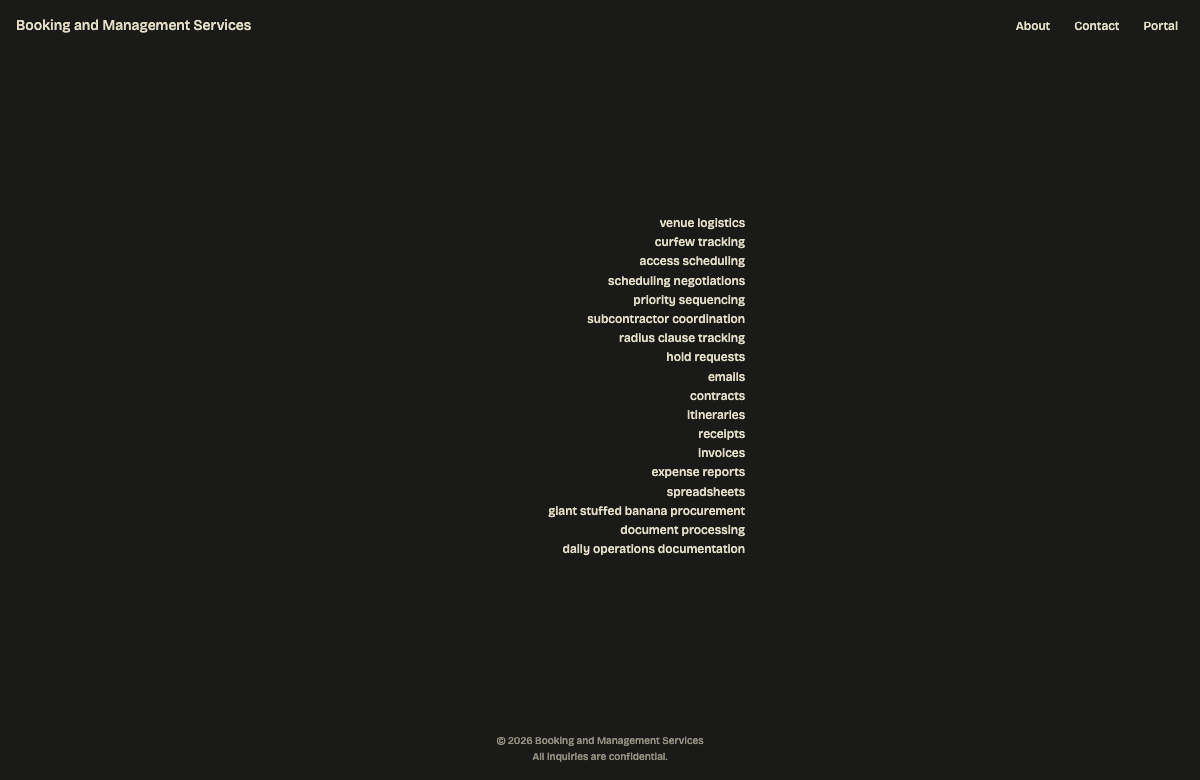 Booking and Management Services
About
Contact
Portal
venue logistics
curfew tracking
access scheduling
scheduling negotiations
priority sequencing
subcontractor coordination
radius clause tracking
hold requests
emails
contracts
itineraries
receipts
invoices
expense reports
spreadsheets
giant stuffed banana procurement
document processing
daily operations documentation
© 2026 Booking and Management Services
All inquiries are confidential.